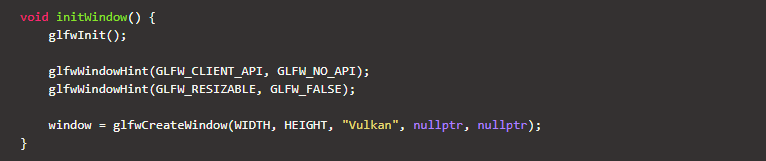 void initWindow() {
    glfwInit();

    glfwWindowHint(GLFW_CLIENT_API, GLFW_NO_API);
    glfwWindowHint(GLFW_RESIZABLE, GLFW_FALSE);

    window = glfwCreateWindow(WIDTH, HEIGHT, "Vulkan", nullptr, nullptr);
}